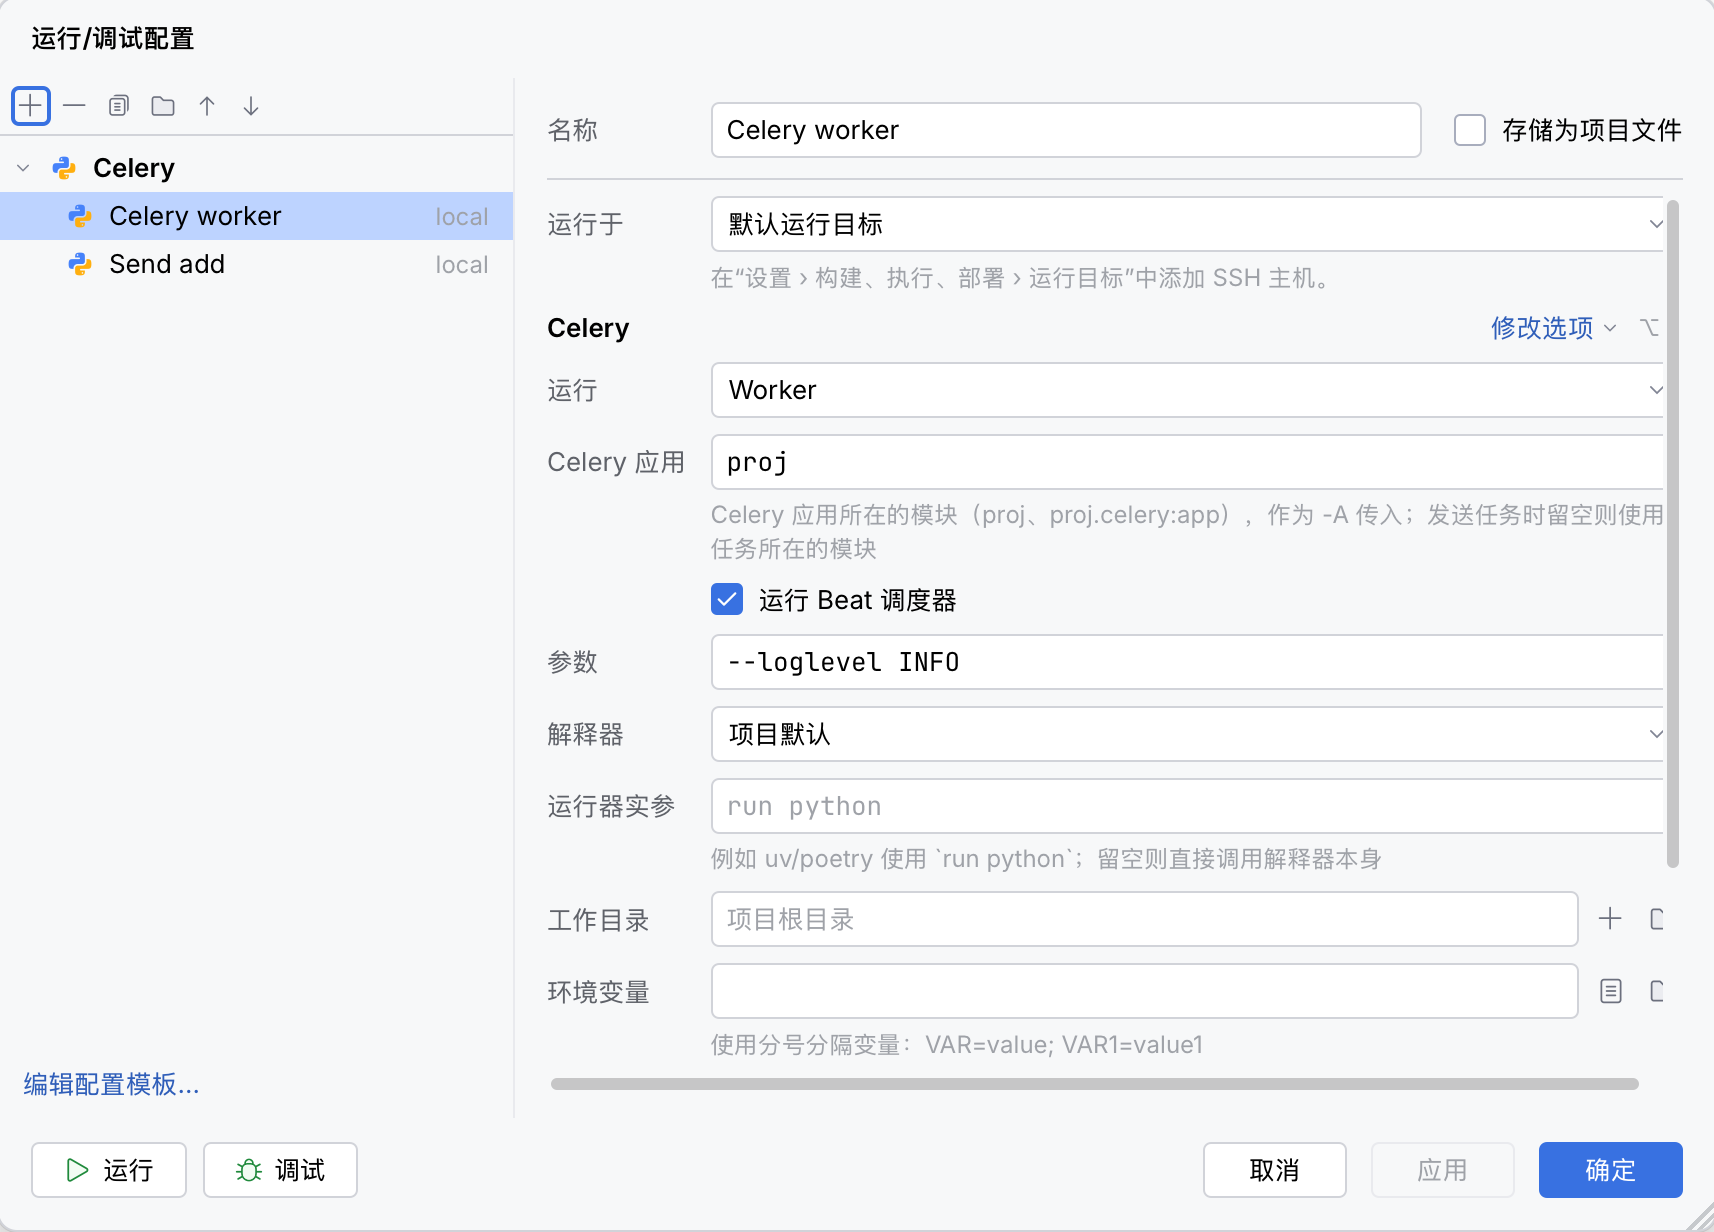 运行/调试配置
Celery
Celery worker local
Send add local
编辑配置模板...
名称 Celery worker 存储为项目文件
运行于 默认运行目标
在“设置 › 构建、执行、部署 › 运行目标”中添加 SSH 主机。
Celery 修改选项 ⌥
运行 Worker
Celery 应用 proj
Celery 应用所在的模块（proj、proj.celery:app），作为 -A 传入；发送任务时留空则使用
任务所在的模块
运行 Beat 调度器
参数 --loglevel INFO
解释器 项目默认
运行器实参 run python
例如 uv/poetry 使用 `run python`；留空则直接调用解释器本身
工作目录 项目根目录
环境变量
使用分号分隔变量：VAR=value; VAR1=value1
运行 调试 取消 应用 确定